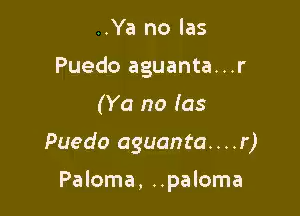 ..Ya no las
Puedo aguanta...r
(Ya no las
Puedo aguanta....r)
Paloma, ..paloma